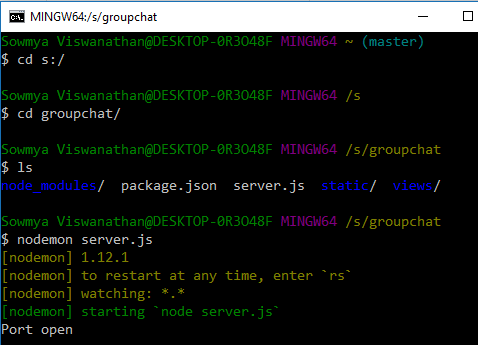 MINGW64:/s/groupchat
Sowmya Viswanathan@DESKTOP-0R3O48F MINGW64 ~ (master)
$ cd s:/
Sowmya Viswanathan@DESKTOP-0R3O48F MINGW64 /s
$ cd groupchat/
Sowmya Viswanathan@DESKTOP-0R3O48F MINGW64 /s/groupchat
$ ls
node_modules/  package.json  server.js  static/  views/
Sowmya Viswanathan@DESKTOP-0R3O48F MINGW64 /s/groupchat
$ nodemon server.js
[nodemon] 1.12.1
[nodemon] to restart at any time, enter `rs`
[nodemon] watching: *.*
[nodemon] starting `node server.js`
Port open